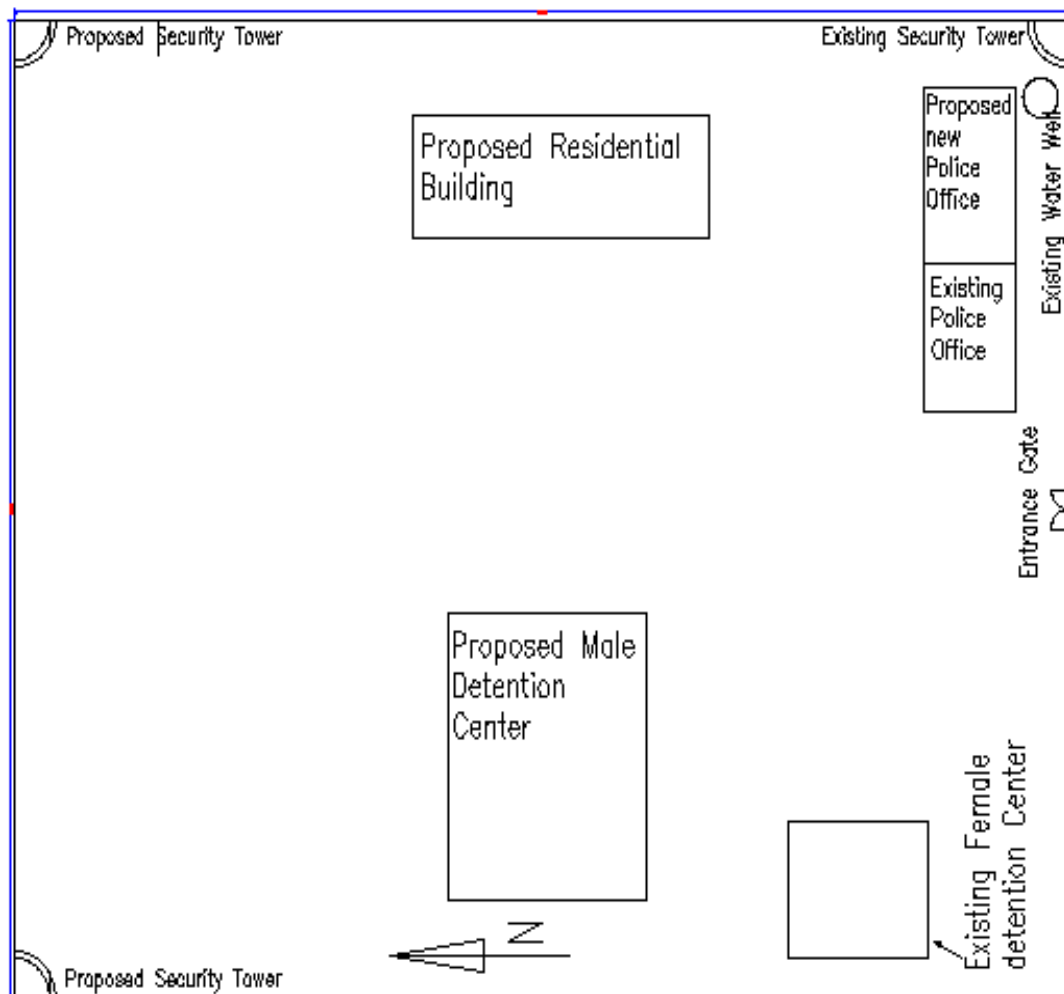 Proposed Security Tower
Existing Security Tower
Proposed Residential
Building
Proposed
new
Police
Office
Existing Water Well
Existing
Police
Office
Entrance Gate
Proposed Male
Detention
Center
Existing Female
detention Center
N
Proposed Security Tower